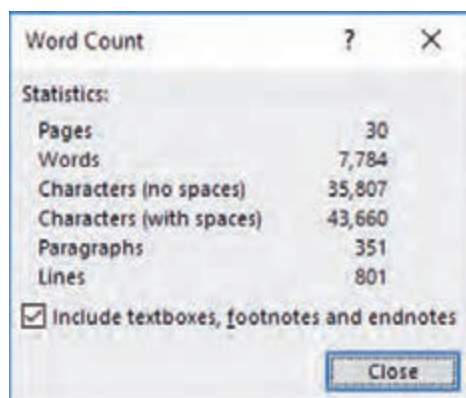 Word Count ? ×
Statistics:
Pages 30
Words 7,784
Characters (no spaces) 35,807
Characters (with spaces) 43,660
Paragraphs 351
Lines 801
Include textboxes, footnotes and endnotes
Close